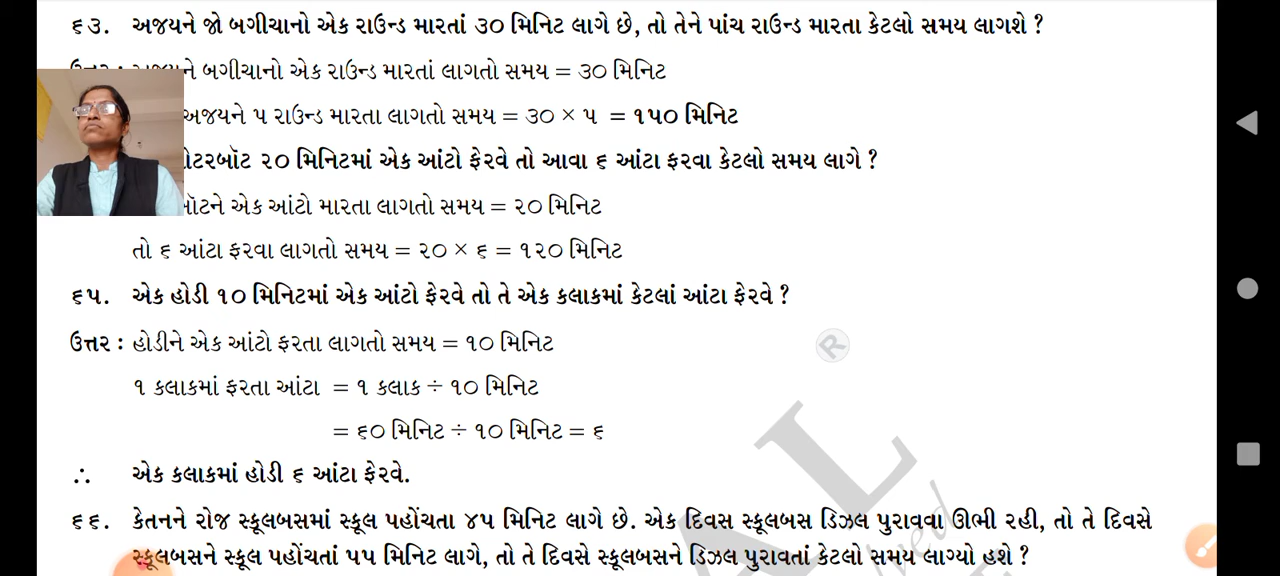 ૬૩. અજયને જો બગીચાનો એક રાઉન્ડ મારતાં ૩૦ મિનિટ લાગે છે, તો તેને પાંચ રાઉન્ડ મારતા કેટલો સમય લાગશે ?
બગીચાનો એક રાઉન્ડ મારતાં લાગતો સમય = ૩૦ મિનિટ
અજયને ૫ રાઉન્ડ મારતા લાગતો સમય = ૩૦ × ૫ = ૧૫૦ મિનિટ
૨૦ મિનિટમાં એક આંટો ફેરવે તો આવા ૬ આંટા ફરવા કેટલો સમય લાગે ?
એક આંટો મારતા લાગતો સમય = ૨૦ મિનિટ
તો ૬ આંટા ફરવા લાગતો સમય = ૨૦ × ૬ = ૧૨૦ મિનિટ
૬૫. એક હોડી ૧૦ મિનિટમાં એક આંટો ફેરવે તો તે એક કલાકમાં કેટલાં આંટા ફેરવે ?
ઉત્તર : હોડીને એક આંટો ફરતા લાગતો સમય = ૧૦ મિનિટ
૧ કલાકમાં ફરતા આંટા = ૧ કલાક ÷ ૧૦ મિનિટ
= ૬૦ મિનિટ ÷ ૧૦ મિનિટ = ૬
∴ એક કલાકમાં હોડી ૬ આંટા ફેરવે.
૬૬. કેતનને રોજ સ્કૂલબસમાં સ્કૂલ પહોંચતા ૪૫ મિનિટ લાગે છે. એક દિવસ સ્કૂલબસ ડિઝલ પુરાવવા ઊભી રહી, તો તે દિવસે
સ્કૂલબસને સ્કૂલ પહોંચતાં ૫૫ મિનિટ લાગે, તો તે દિવસે સ્કૂલબસને ડિઝલ પુરાવતાં કેટલો સમય લાગ્યો હશે ?